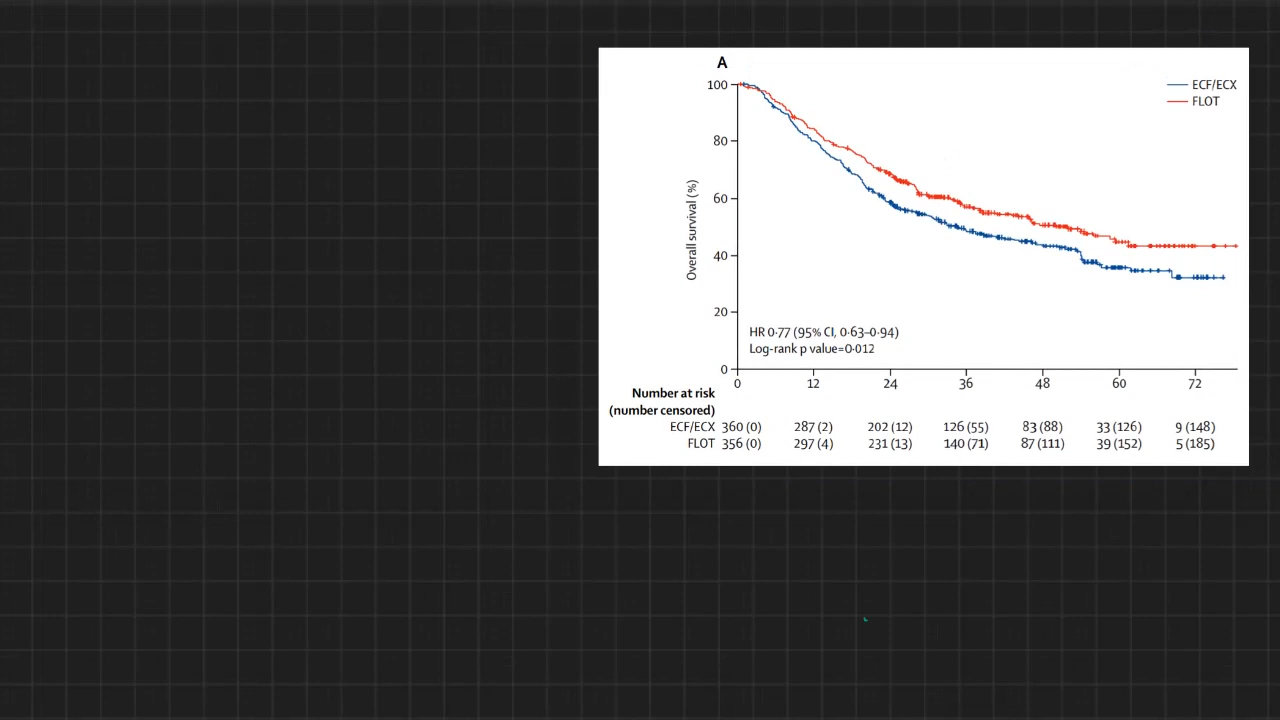 A
100
80
60
40
20
0
Overall survival (%)
ECF/ECX
FLOT
HR 0·77 (95% CI, 0·63–0·94)
Log-rank p value=0·012
0 12 24 36 48 60 72
Number at risk
(number censored)
ECF/ECX 360 (0) 287 (2) 202 (12) 126 (55) 83 (88) 33 (126) 9 (148)
FLOT 356 (0) 297 (4) 231 (13) 140 (71) 87 (111) 39 (152) 5 (185)